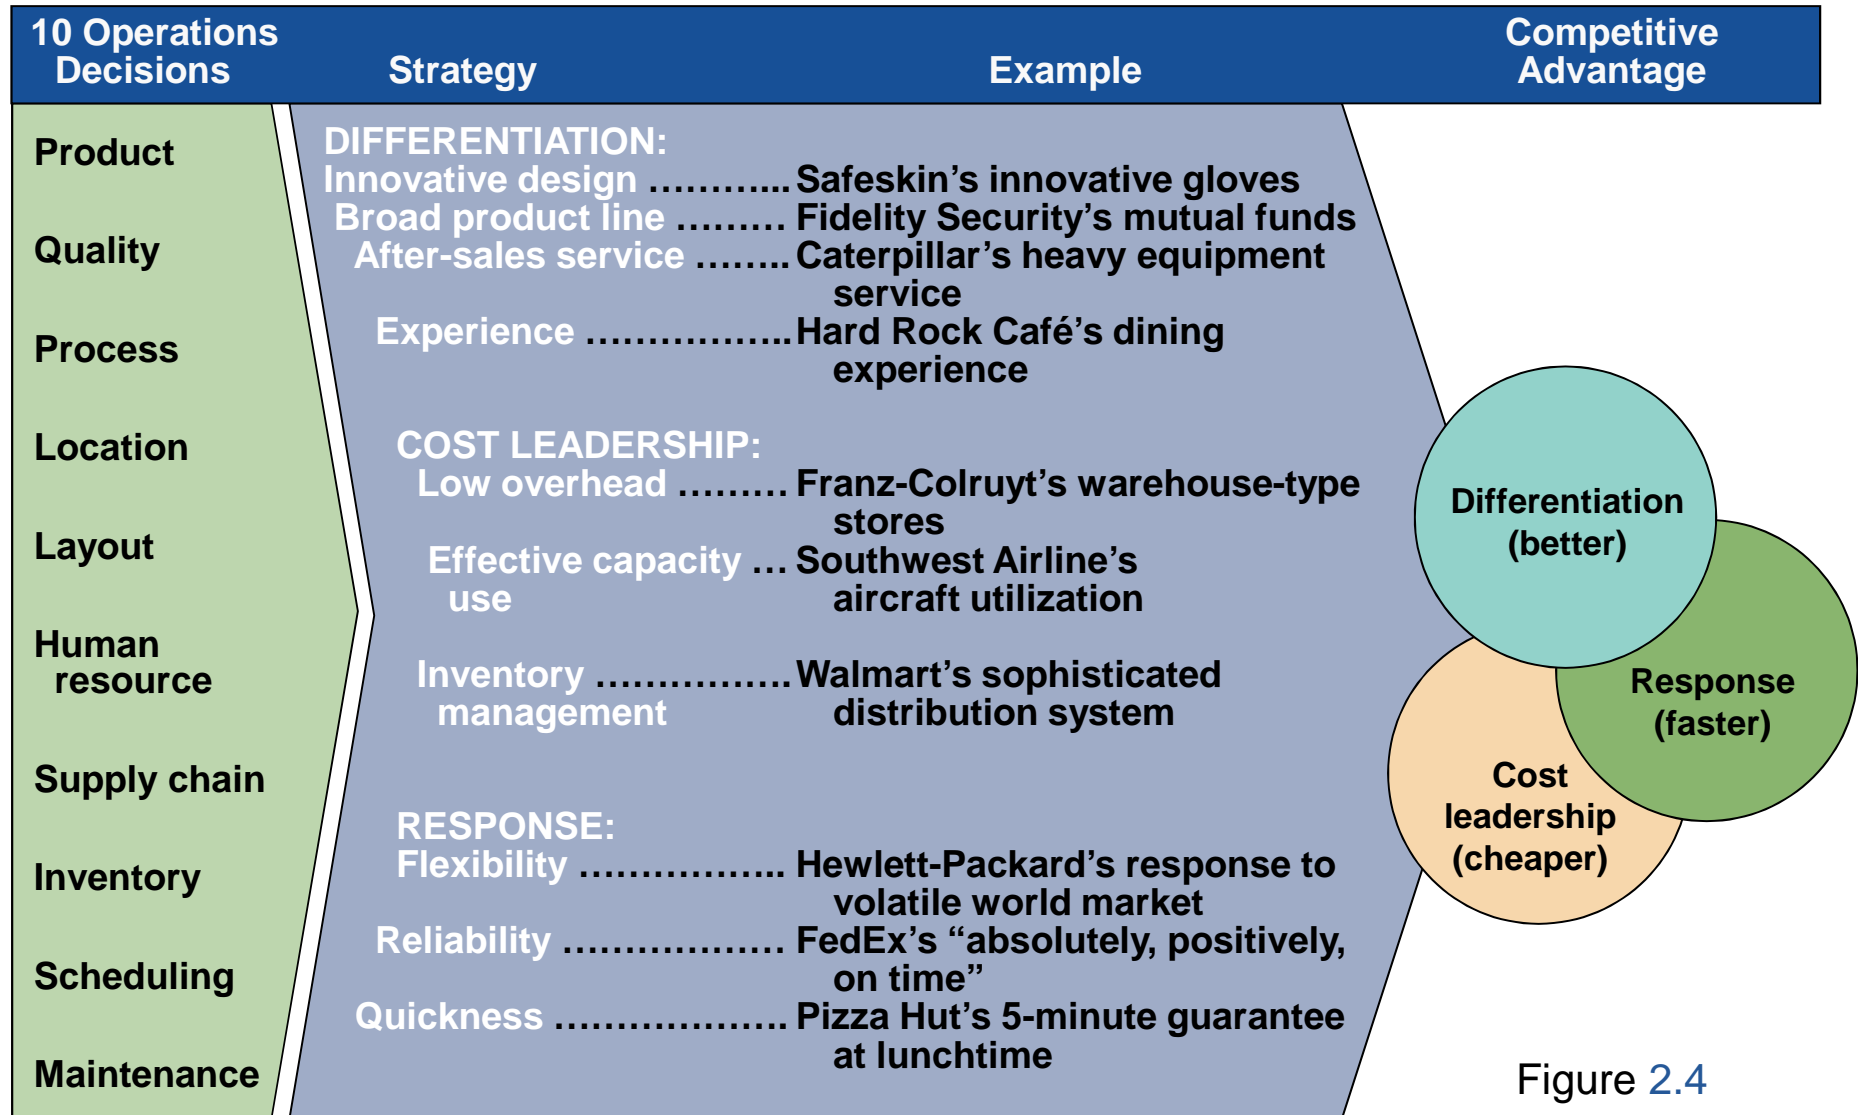 10 Operations
Decisions
Strategy
Example
Competitive
Advantage
Product
Quality
Process
Location
Layout
Human
resource
Supply chain
Inventory
Scheduling
Maintenance
DIFFERENTIATION:
Innovative design ………... Safeskin’s innovative gloves
Broad product line ……… Fidelity Security’s mutual funds
After-sales service …….. Caterpillar’s heavy equipment
service
Experience …………….. Hard Rock Café’s dining
experience
COST LEADERSHIP:
Low overhead ……… Franz-Colruyt’s warehouse-type
stores
Effective capacity … Southwest Airline’s
use aircraft utilization
Inventory ……………. Walmart’s sophisticated
management distribution system
RESPONSE:
Flexibility …………….. Hewlett-Packard’s response to
volatile world market
Reliability ……………… FedEx’s “absolutely, positively,
on time”
Quickness ………………. Pizza Hut’s 5-minute guarantee
at lunchtime
Differentiation
(better)
Response
(faster)
Cost
leadership
(cheaper)
Figure 2.4